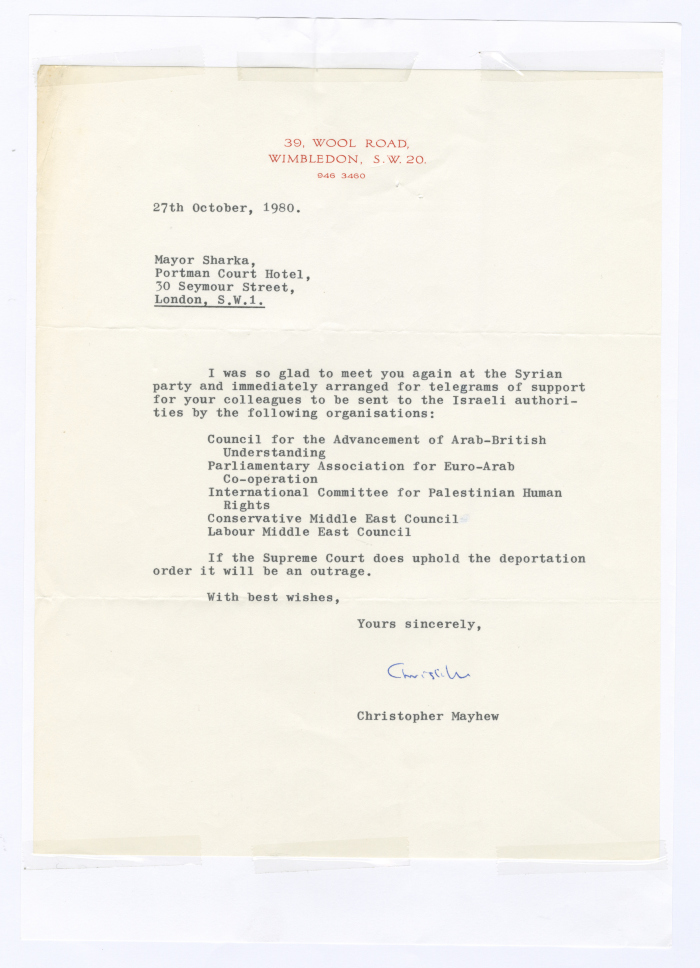 39, WOOL ROAD,
WIMBLEDON, S.W. 20.
946 3460
27th October, 1980.
Mayor Sharka,
Portman Court Hotel,
30 Seymour Street,
London, S.W.1.
I was so glad to meet you again at the Syrian
party and immediately arranged for telegrams of support
for your colleagues to be sent to the Israeli authori-
ties by the following organisations:
Council for the Advancement of Arab-British
Understanding
Parliamentary Association for Euro-Arab
Co-operation
International Committee for Palestinian Human
Rights
Conservative Middle East Council
Labour Middle East Council
If the Supreme Court does uphold the deportation
order it will be an outrage.
With best wishes,
Yours sincerely,
Christopher Mayhew